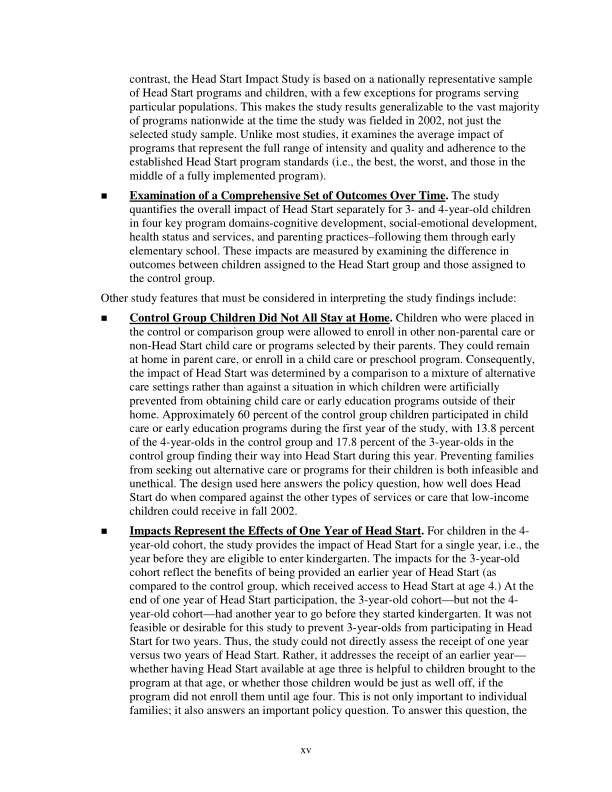 contrast, the Head Start Impact Study is based on a nationally representative sample
of Head Start programs and children, with a few exceptions for programs serving
particular populations. This makes the study results generalizable to the vast majority
of programs nationwide at the time the study was fielded in 2002, not just the
selected study sample. Unlike most studies, it examines the average impact of
programs that represent the full range of intensity and quality and adherence to the
established Head Start program standards (i.e., the best, the worst, and those in the
middle of a fully implemented program).
■ Examination of a Comprehensive Set of Outcomes Over Time. The study
quantifies the overall impact of Head Start separately for 3- and 4-year-old children
in four key program domains-cognitive development, social-emotional development,
health status and services, and parenting practices–following them through early
elementary school. These impacts are measured by examining the difference in
outcomes between children assigned to the Head Start group and those assigned to
the control group.
Other study features that must be considered in interpreting the study findings include:
■ Control Group Children Did Not All Stay at Home. Children who were placed in
the control or comparison group were allowed to enroll in other non-parental care or
non-Head Start child care or programs selected by their parents. They could remain
at home in parent care, or enroll in a child care or preschool program. Consequently,
the impact of Head Start was determined by a comparison to a mixture of alternative
care settings rather than against a situation in which children were artificially
prevented from obtaining child care or early education programs outside of their
home. Approximately 60 percent of the control group children participated in child
care or early education programs during the first year of the study, with 13.8 percent
of the 4-year-olds in the control group and 17.8 percent of the 3-year-olds in the
control group finding their way into Head Start during this year. Preventing families
from seeking out alternative care or programs for their children is both infeasible and
unethical. The design used here answers the policy question, how well does Head
Start do when compared against the other types of services or care that low-income
children could receive in fall 2002.
■ Impacts Represent the Effects of One Year of Head Start. For children in the 4-
year-old cohort, the study provides the impact of Head Start for a single year, i.e., the
year before they are eligible to enter kindergarten. The impacts for the 3-year-old
cohort reflect the benefits of being provided an earlier year of Head Start (as
compared to the control group, which received access to Head Start at age 4.) At the
end of one year of Head Start participation, the 3-year-old cohort—but not the 4-
year-old cohort—had another year to go before they started kindergarten. It was not
feasible or desirable for this study to prevent 3-year-olds from participating in Head
Start for two years. Thus, the study could not directly assess the receipt of one year
versus two years of Head Start. Rather, it addresses the receipt of an earlier year—
whether having Head Start available at age three is helpful to children brought to the
program at that age, or whether those children would be just as well off, if the
program did not enroll them until age four. This is not only important to individual
families; it also answers an important policy question. To answer this question, the
xv